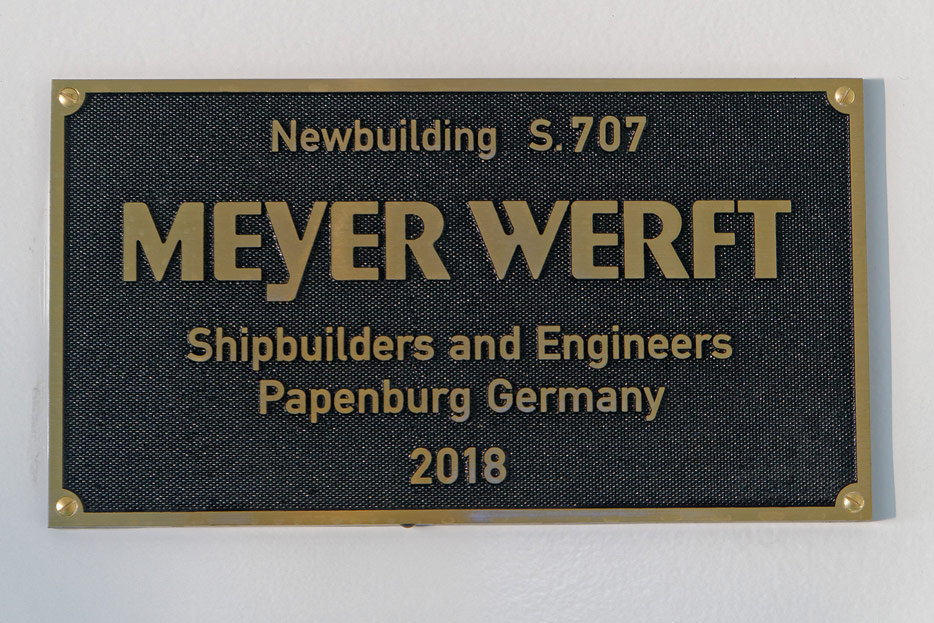 Newbuilding S.707
MEYER WERFT
Shipbuilders and Engineers
Papenburg Germany
2018